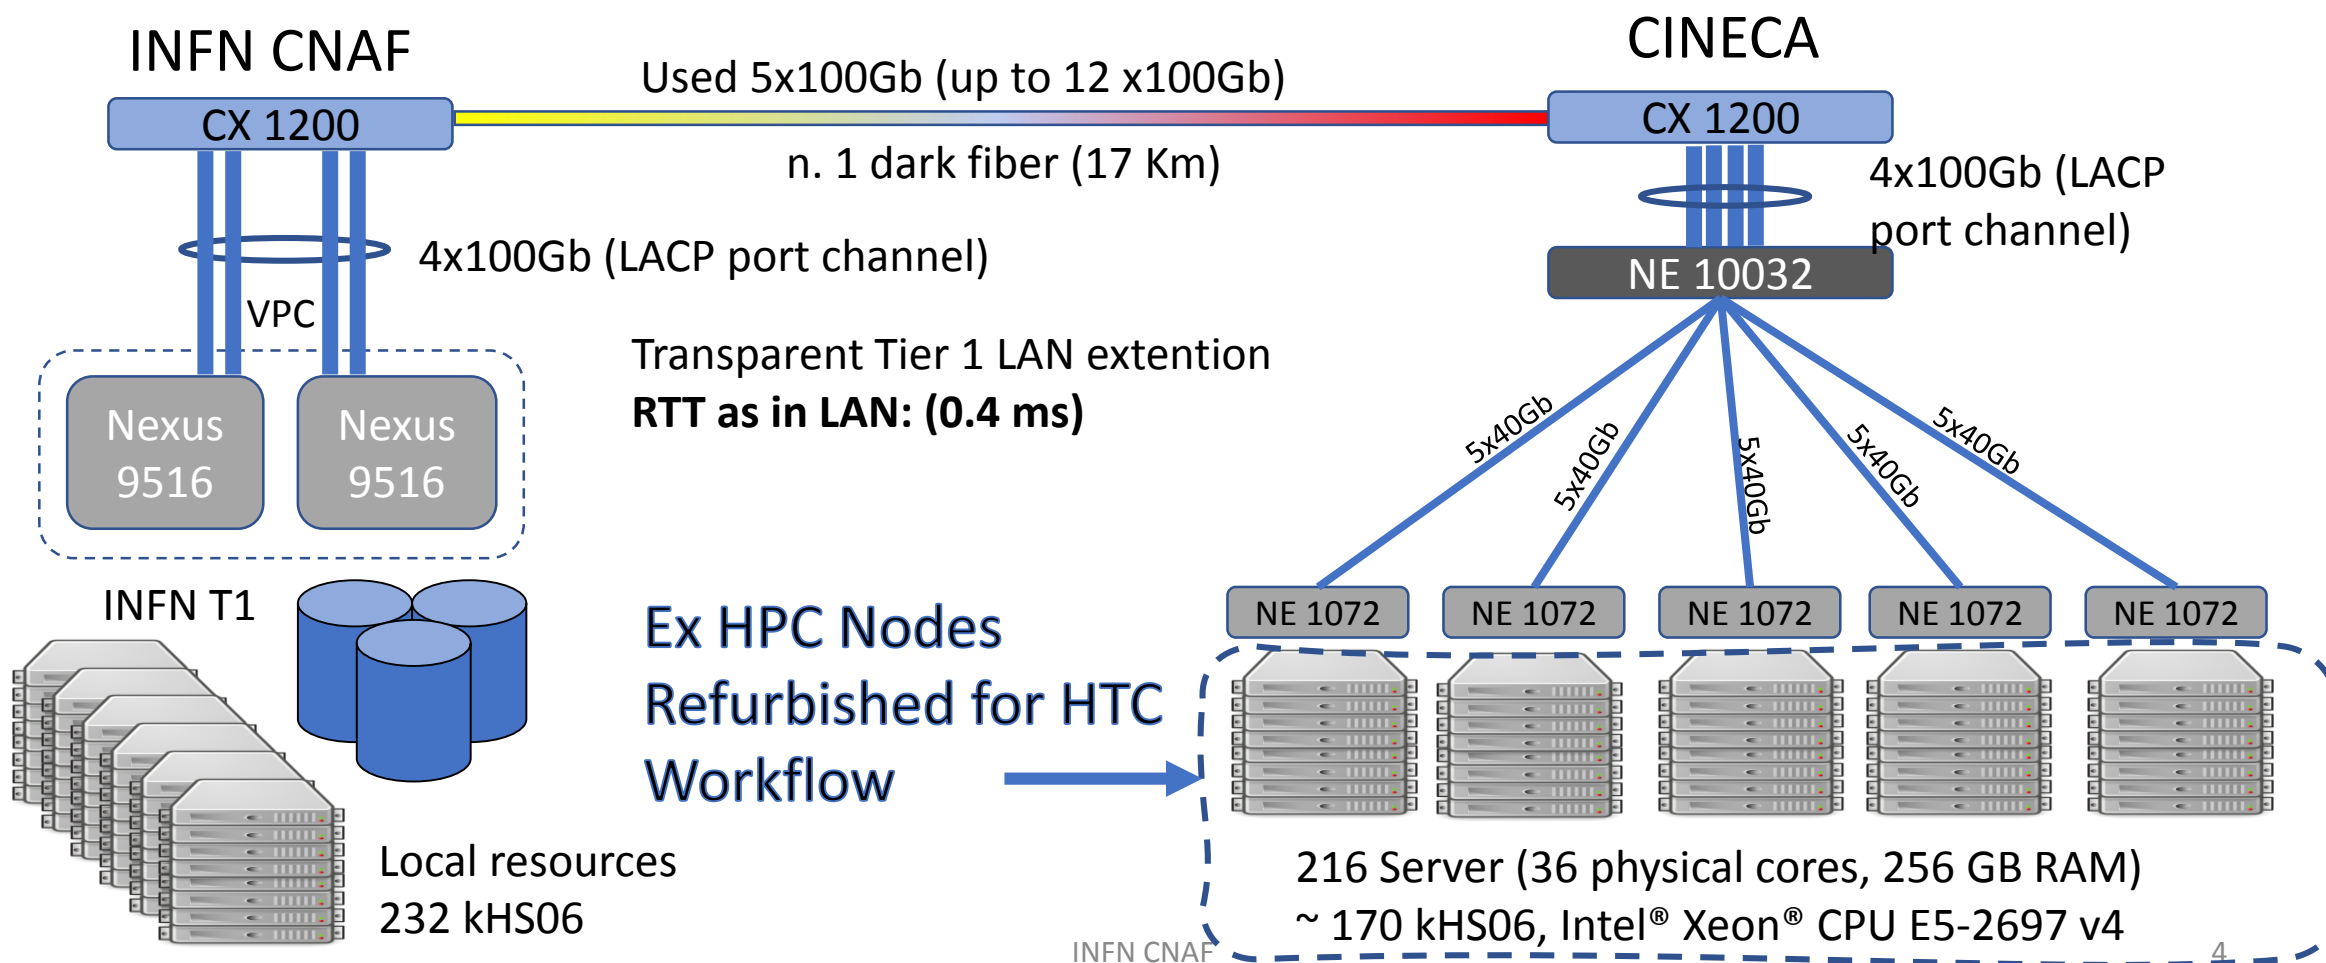 INFN CNAF
CINECA
CX 1200
Used 5x100Gb (up to 12 x100Gb)
n. 1 dark fiber (17 Km)
CX 1200
4x100Gb (LACP
port channel)
4x100Gb (LACP port channel)
NE 10032
VPC
Transparent Tier 1 LAN extention
RTT as in LAN: (0.4 ms)
Nexus
9516
Nexus
9516
5x40Gb
5x40Gb
5x40Gb
5x40Gb
5x40Gb
INFN T1
NE 1072
NE 1072
NE 1072
NE 1072
NE 1072
Ex HPC Nodes
Refurbished for HTC
Workflow
Local resources
232 kHS06
216 Server (36 physical cores, 256 GB RAM)
~ 170 kHS06, Intel® Xeon® CPU E5-2697 v4
INFN CNAF
4